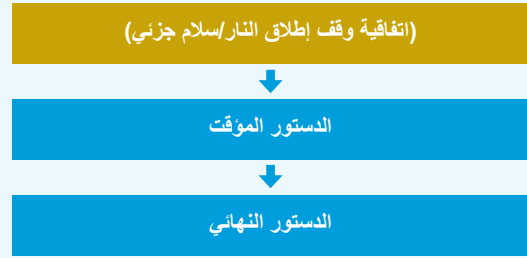 (اتفاقية وقف إطلاق النار/سلام جزئي)
الدستور المؤقت
الدستور النهائي